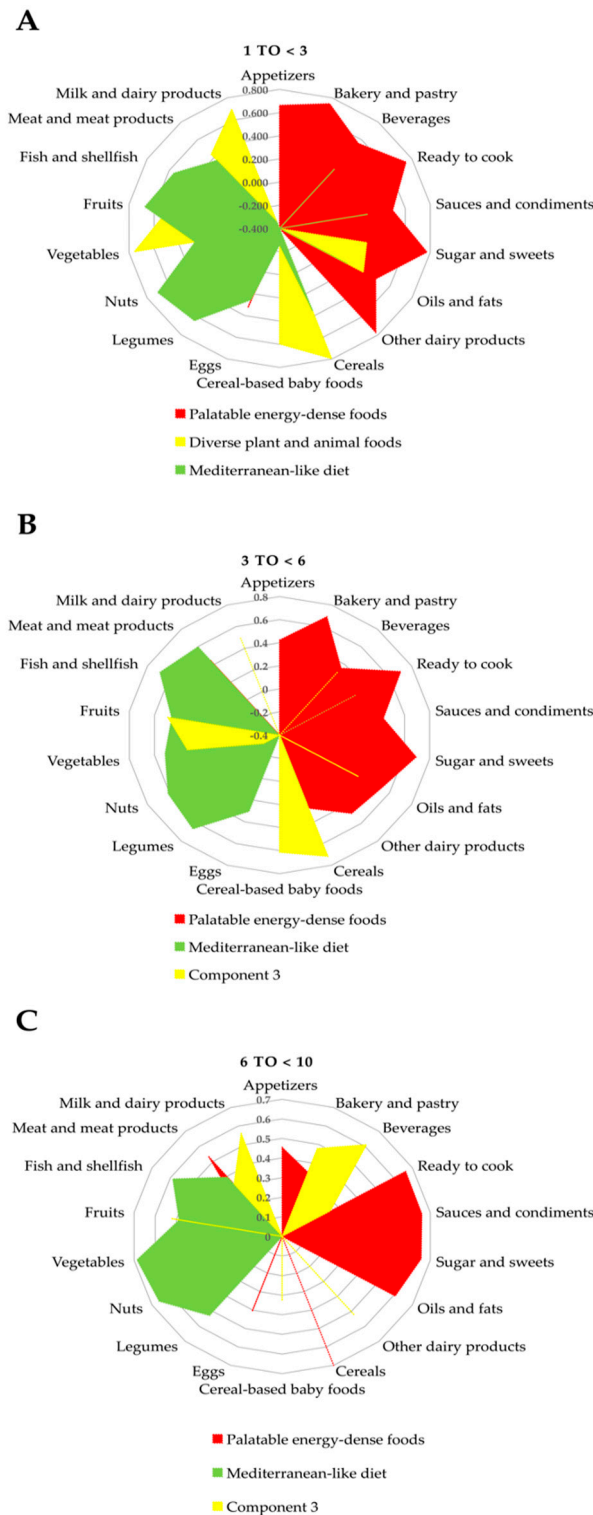 A
1 TO < 3
Appetizers
Milk and dairy products
Bakery and pastry
Meat and meat products
Beverages
Fish and shellfish
Ready to cook
Fruits
Sauces and condiments
Vegetables
Sugar and sweets
Nuts
Oils and fats
Legumes
Other dairy products
Eggs
Cereals
Cereal-based baby foods
0.800
0.600
0.400
0.200
0.000
-0.200
-0.400
Palatable energy-dense foods
Diverse plant and animal foods
Mediterranean-like diet
B
3 TO < 6
Appetizers
Milk and dairy products
Bakery and pastry
Meat and meat products
Beverages
Fish and shellfish
Ready to cook
Fruits
Sauces and condiments
Vegetables
Sugar and sweets
Nuts
Oils and fats
Legumes
Other dairy products
Eggs
Cereals
Cereal-based baby foods
0.8
0.6
0.4
0.2
0
-0.2
-0.4
Palatable energy-dense foods
Mediterranean-like diet
Component 3
C
6 TO < 10
Appetizers
Milk and dairy products
Bakery and pastry
Meat and meat products
Beverages
Fish and shellfish
Ready to cook
Fruits
Sauces and condiments
Vegetables
Sugar and sweets
Nuts
Oils and fats
Legumes
Other dairy products
Eggs
Cereals
Cereal-based baby foods
0.7
0.6
0.5
0.4
0.3
0.2
0.1
0
Palatable energy-dense foods
Mediterranean-like diet
Component 3